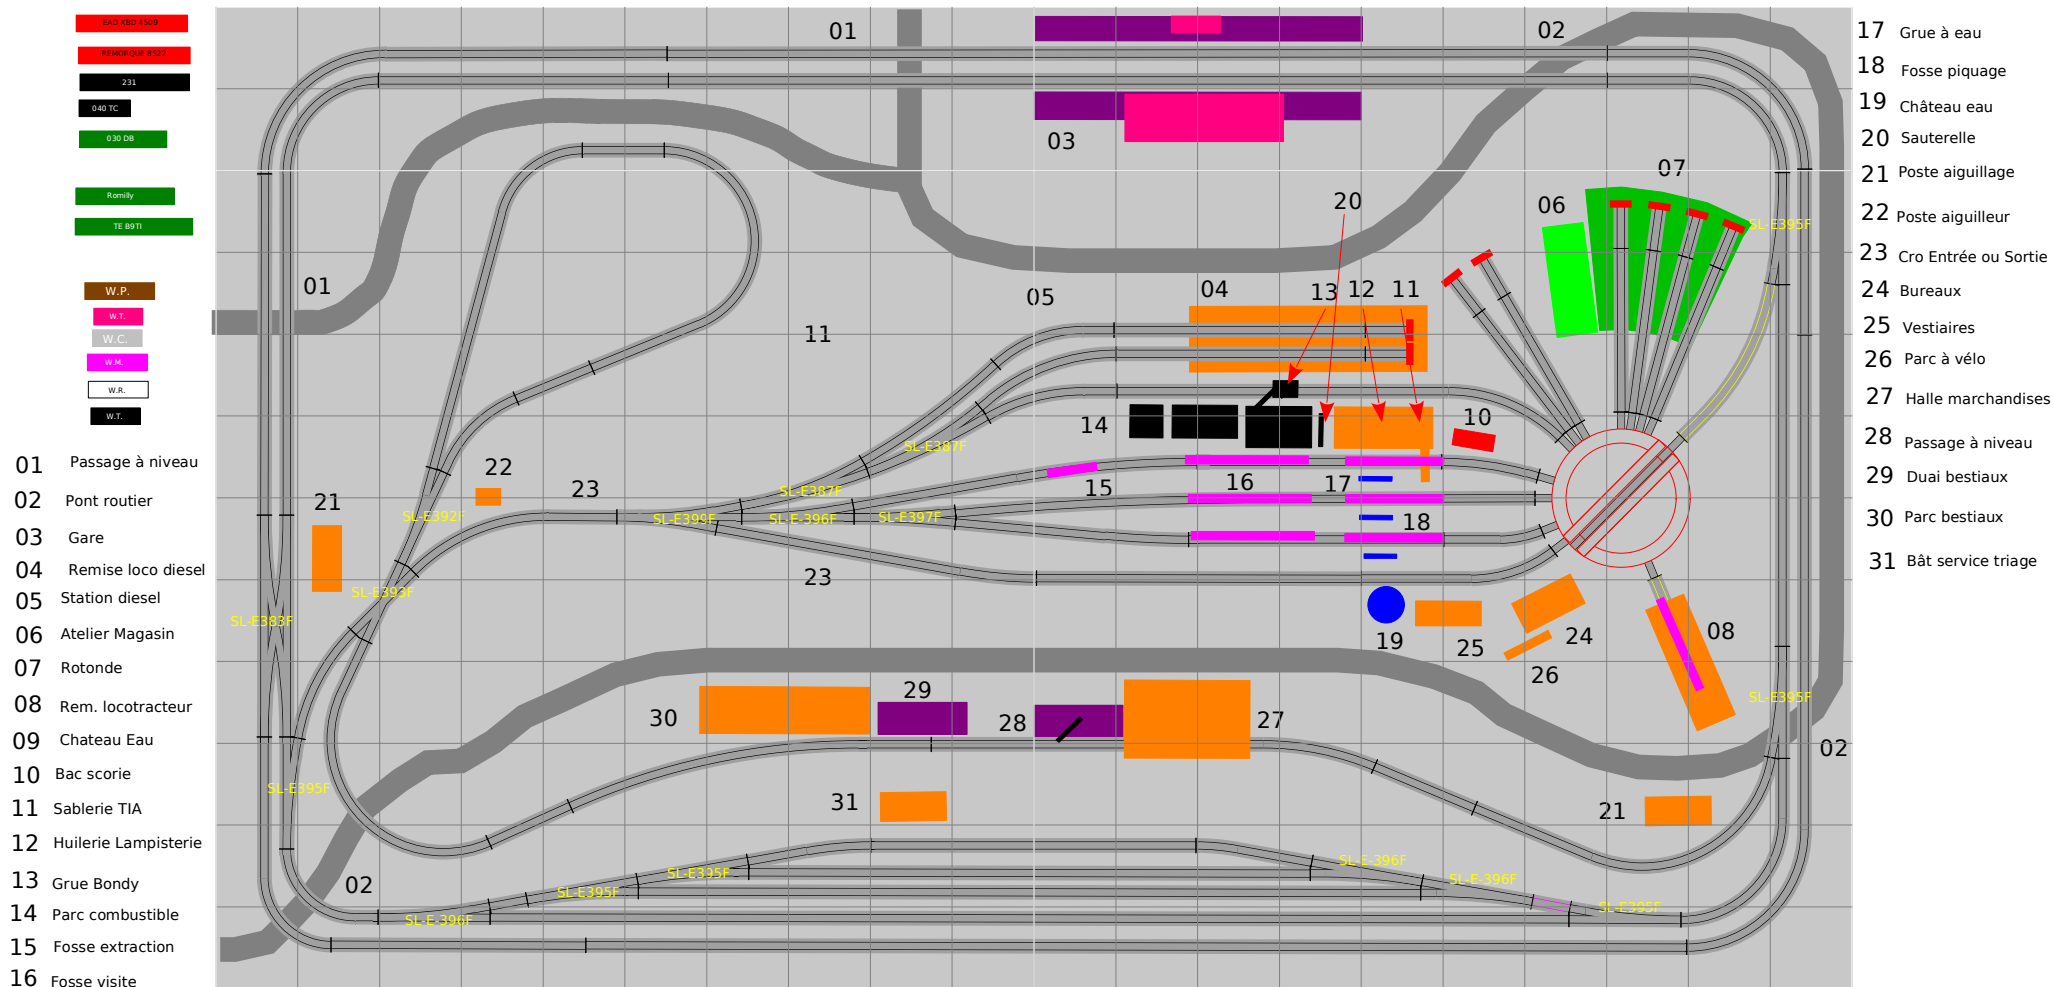 EAD XBD 4509
REMORQUE 8522
231
040 TC
030 DB
Romilly
TE B9TI
W.P.
W.T.
W.C.
W.M.
W.R.
W.T.
01 Passage à niveau
02 Pont routier
03 Gare
04 Remise loco diesel
05 Station diesel
06 Atelier Magasin
07 Rotonde
08 Rem. locotracteur
09 Chateau Eau
10 Bac scorie
11 Sablerie TIA
12 Huilerie Lampisterie
13 Grue Bondy
14 Parc combustible
15 Fosse extraction
16 Fosse visite
01
02
03
07
20
06
SL-E395F
01
05
04
13
12
11
11
14
10
SL-E387F
22
21
23
SL-E387F
15
16
17
SL-E392F
SL-E399F
SL-E-396F
SL-E397F
18
23
SL-E393F
SL-E383F
19
25
24
26
08
30
29
28
27
SL-E395F
02
SL-E395F
31
21
02
SL-E395F
SL-E395F
SL-E-396F
SL-E-396F
SL-E-396F
SL-E395F
17 Grue à eau
18 Fosse piquage
19 Château eau
20 Sauterelle
21 Poste aiguillage
22 Poste aiguilleur
23 Cro Entrée ou Sortie
24 Bureaux
25 Vestiaires
26 Parc à vélo
27 Halle marchandises
28 Passage à niveau
29 Duai bestiaux
30 Parc bestiaux
31 Bât service triage